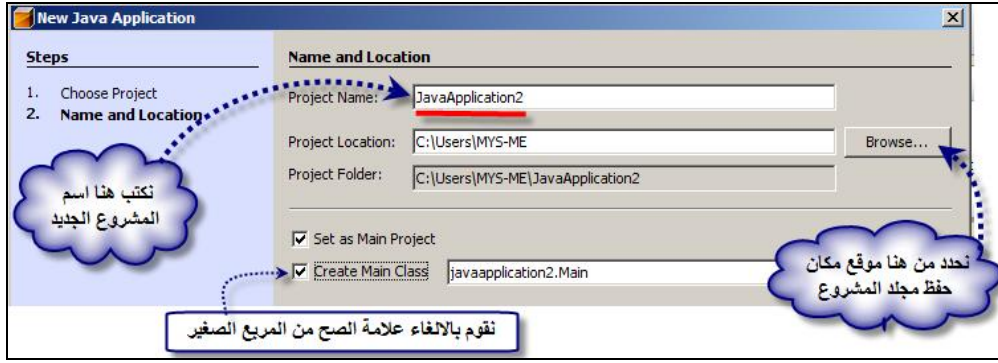 New Java Application
Steps
1. Choose Project
2. Name and Location
Name and Location
Project Name: JavaApplication2
Project Location: C:\Users\MYS-ME Browse...
Project Folder: C:\Users\MYS-ME\JavaApplication2
نكتب هنا اسم
المشروع الجديد
Set as Main Project
Create Main Class javaapplication2.Main
نحدد من هنا موقع مكان
حفظ مجلد المشروع
نقوم بالالغاء علامة الصح من المربع الصغير